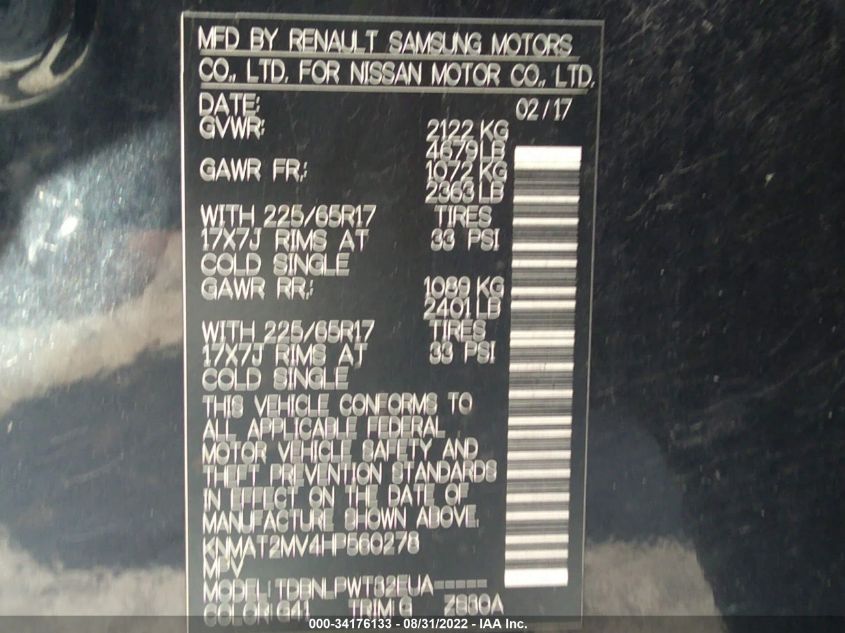 MFD BY RENAULT SAMSUNG MOTORS
CO., LTD. FOR NISSAN MOTOR CO., LTD.
DATE: 02/17
GVWR: 2122 KG
4679 LB
GAWR FR.: 1072 KG
2363 LB
WITH 225/65R17 TIRES
17X7J RIMS AT 33 PSI
COLD SINGLE
GAWR RR.: 1089 KG
2401 LB
WITH 225/65R17 TIRES
17X7J RIMS AT 33 PSI
COLD SINGLE
THIS VEHICLE CONFORMS TO
ALL APPLICABLE FEDERAL
MOTOR VEHICLE SAFETY AND
THEFT PREVENTION STANDARDS
IN EFFECT ON THE DATE OF
MANUFACTURE SHOWN ABOVE.
KNMAT2MV4HP560278
MPV
MODEL: TDBNLPWT32EUA-----
COLOR: G41 TRIM: G Z880A
000-34176133 - 08/31/2022 - IAA Inc.